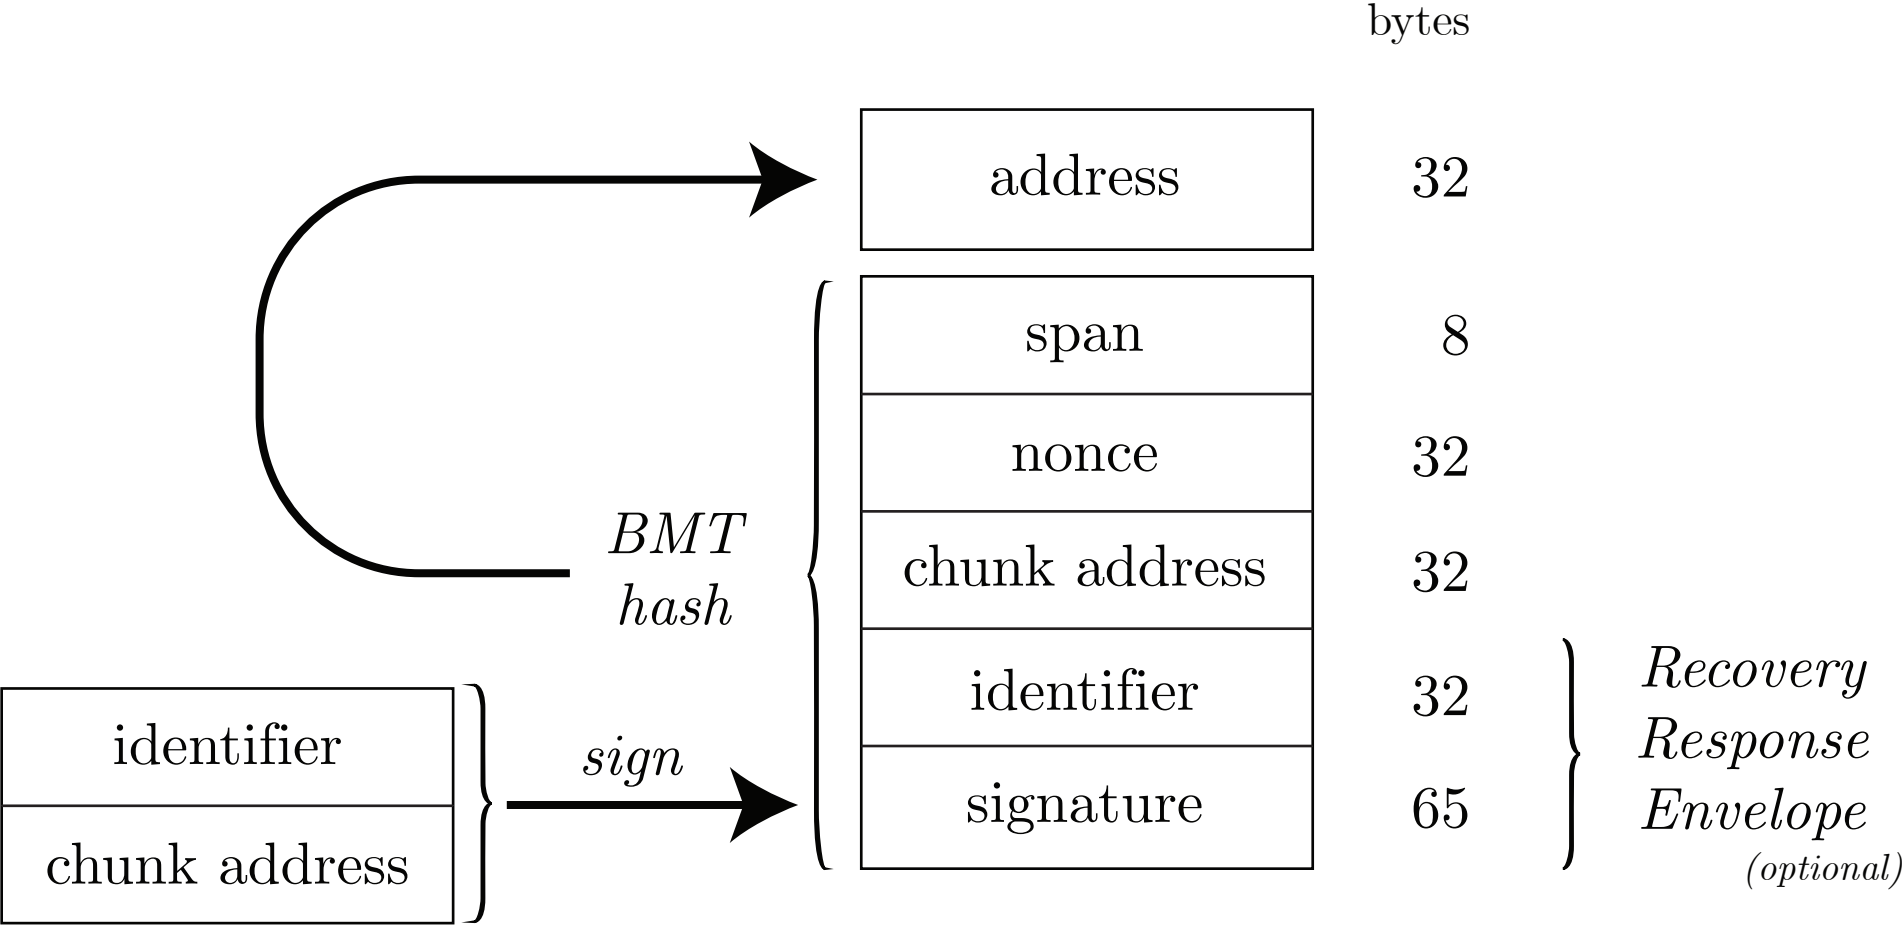 bytes
address 32
span 8
nonce 32
BMT
hash
chunk address 32
identifier 32
signature 65
Recovery
Response
Envelope
(optional)
identifier
chunk address
sign